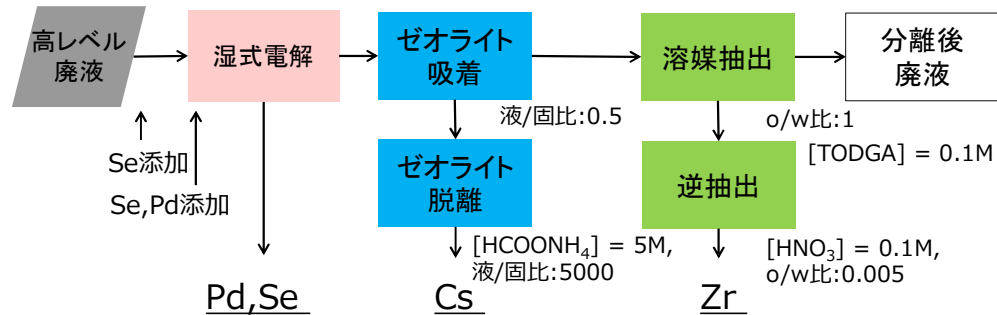 高レベル
廃液
湿式電解
ゼオライト
吸着
溶媒抽出
分離後
廃液
Se添加
Se,Pd添加
液/固比:0.5
o/w比:1
[TODGA] = 0.1M
ゼオライト
脱離
逆抽出
[HCOONH₄] = 5M,
液/固比:5000
[HNO₃] = 0.1M,
o/w比:0.005
Pd,Se
Cs
Zr